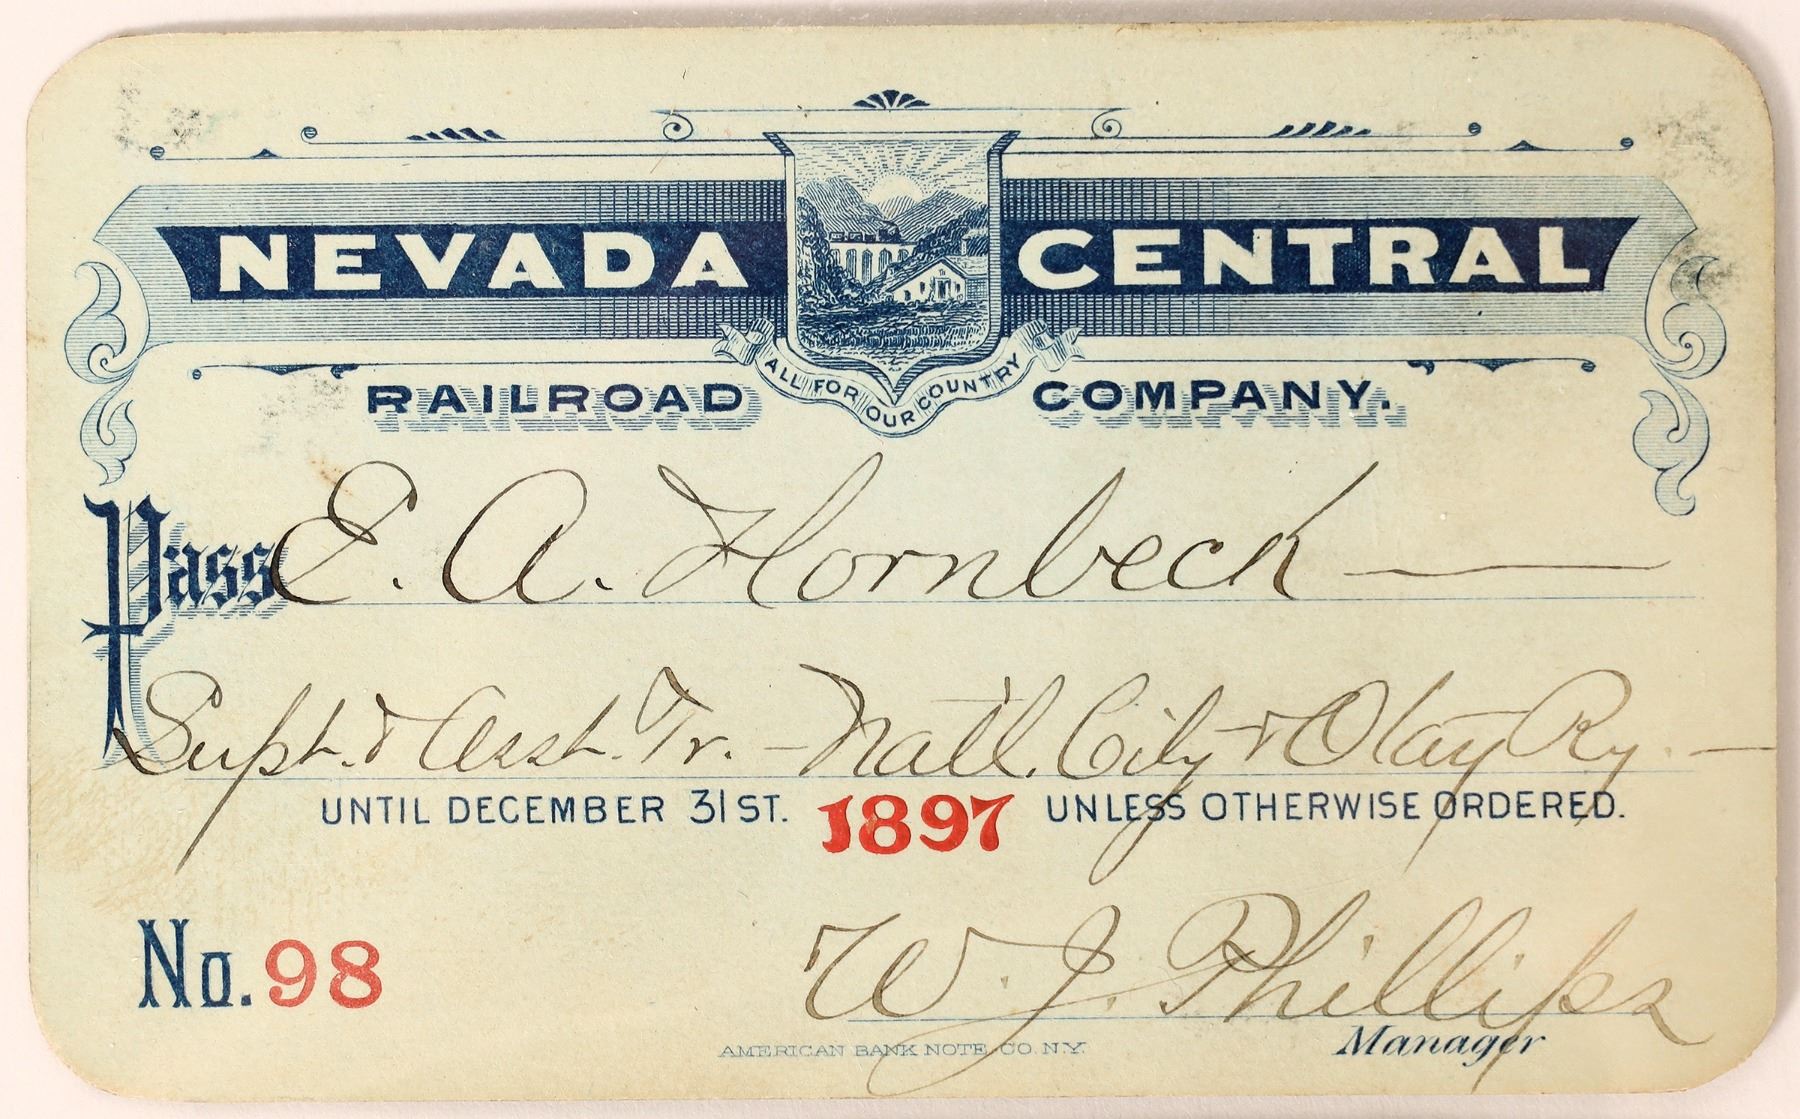 NEVADA CENTRAL
ALL FOR OUR COUNTRY
RAILROAD COMPANY.
Pass E. A. Hornbeck
Supt. & Asst. Tr. - Natl. City & Otay Ry. -
UNTIL DECEMBER 31ST. 1897 UNLESS OTHERWISE ORDERED.
No. 98
W. J. Phillips
Manager
AMERICAN BANK NOTE CO. N.Y.